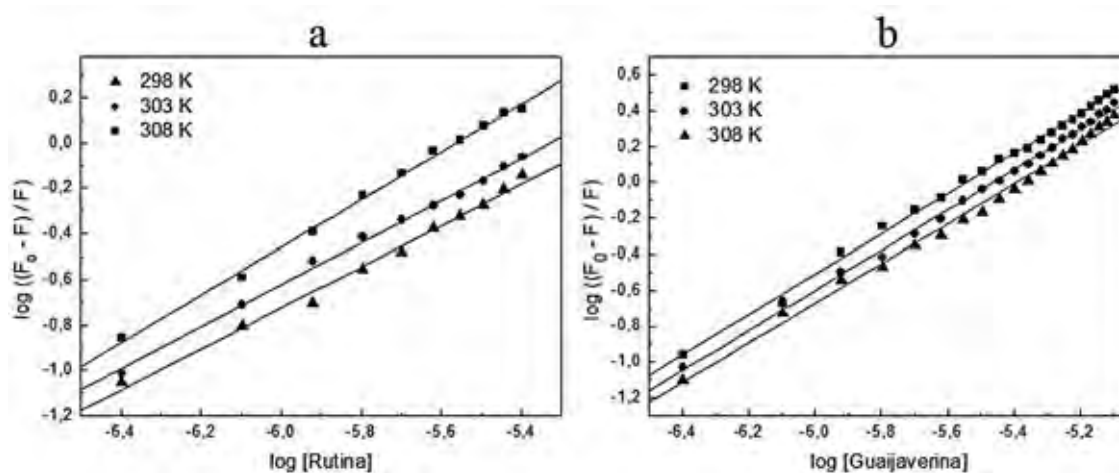 a
298 K
303 K
308 K
log ((F₀ - F) / F)
0,2
0,0
-0,2
-0,4
-0,6
-0,8
-1,0
-1,2
-6,4
-6,2
-6,0
-5,8
-5,6
-5,4
log [Rutina]
b
298 K
303 K
308 K
log ((F₀ - F) / F)
0,6
0,4
0,2
0,0
-0,2
-0,4
-0,6
-0,8
-1,0
-1,2
-6,4
-6,2
-6,0
-5,8
-5,6
-5,4
-5,2
log [Guaijaverina]